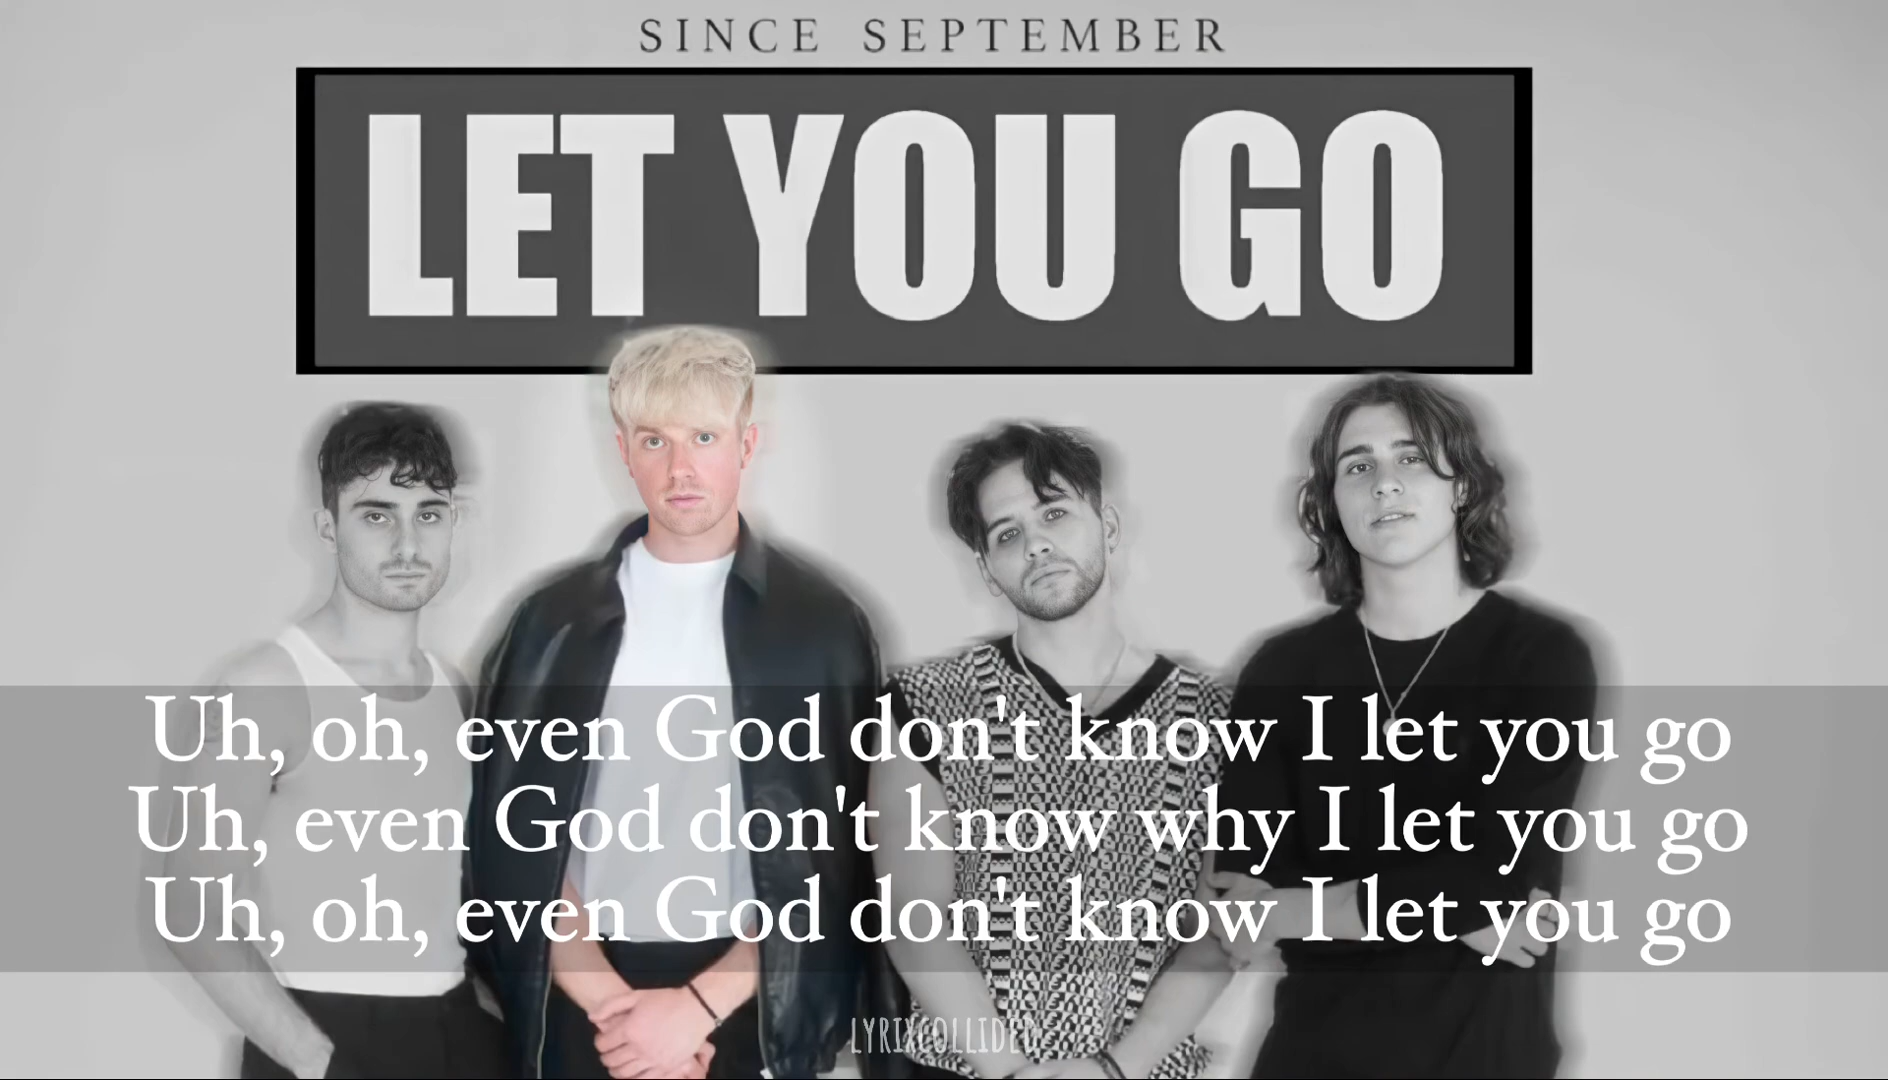 SINCE SEPTEMBER
LET YOU GO
Uh, oh, even God don't know I let you go
Uh, even God don't know why I let you go
Uh, oh, even God don't know I let you go
LYRIXCOLLIDED